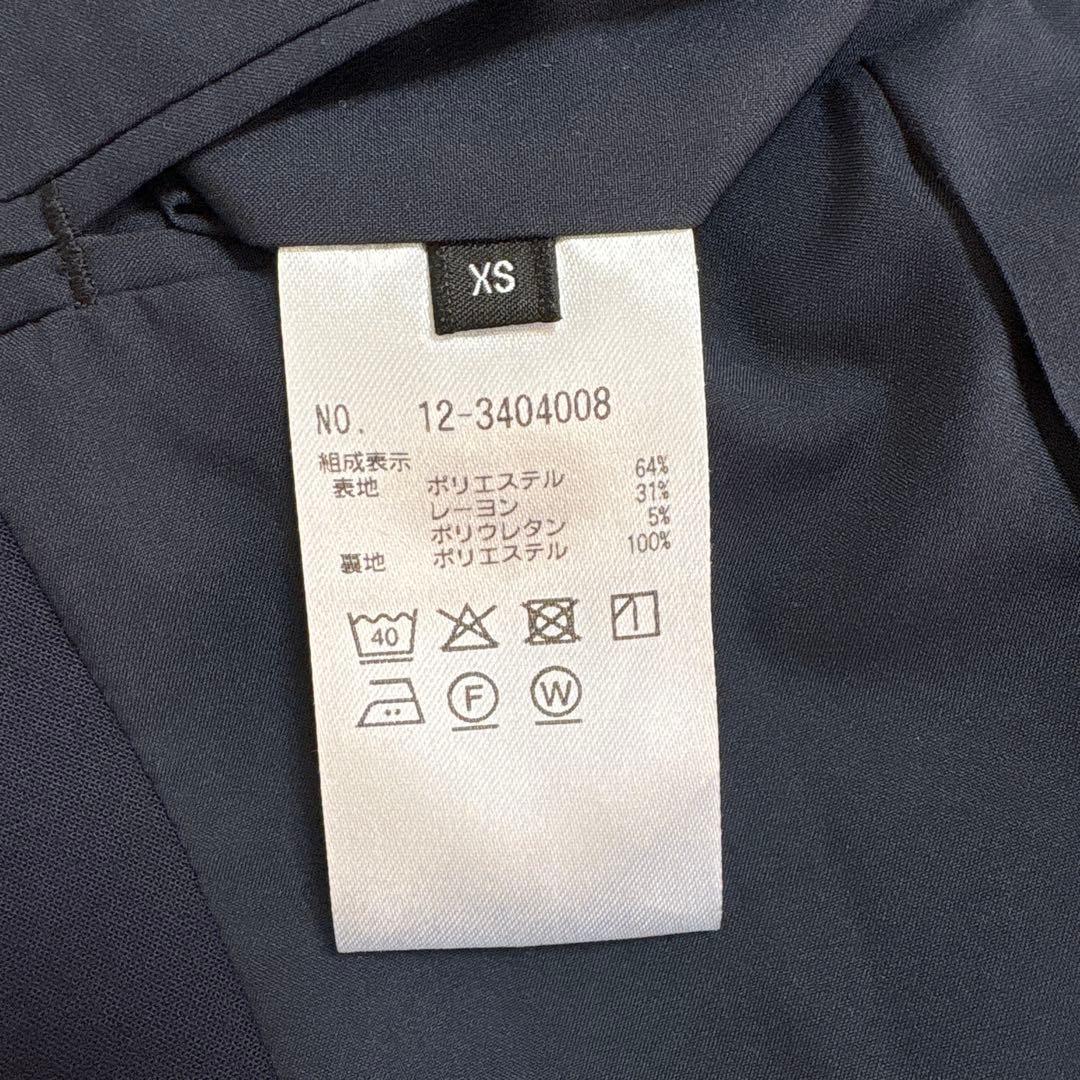 XS
NO. 12-3404008
組成表示
表地 ポリエステル 64%
レーヨン 31%
ポリウレタン 5%
裏地 ポリエステル 100%
40
F W